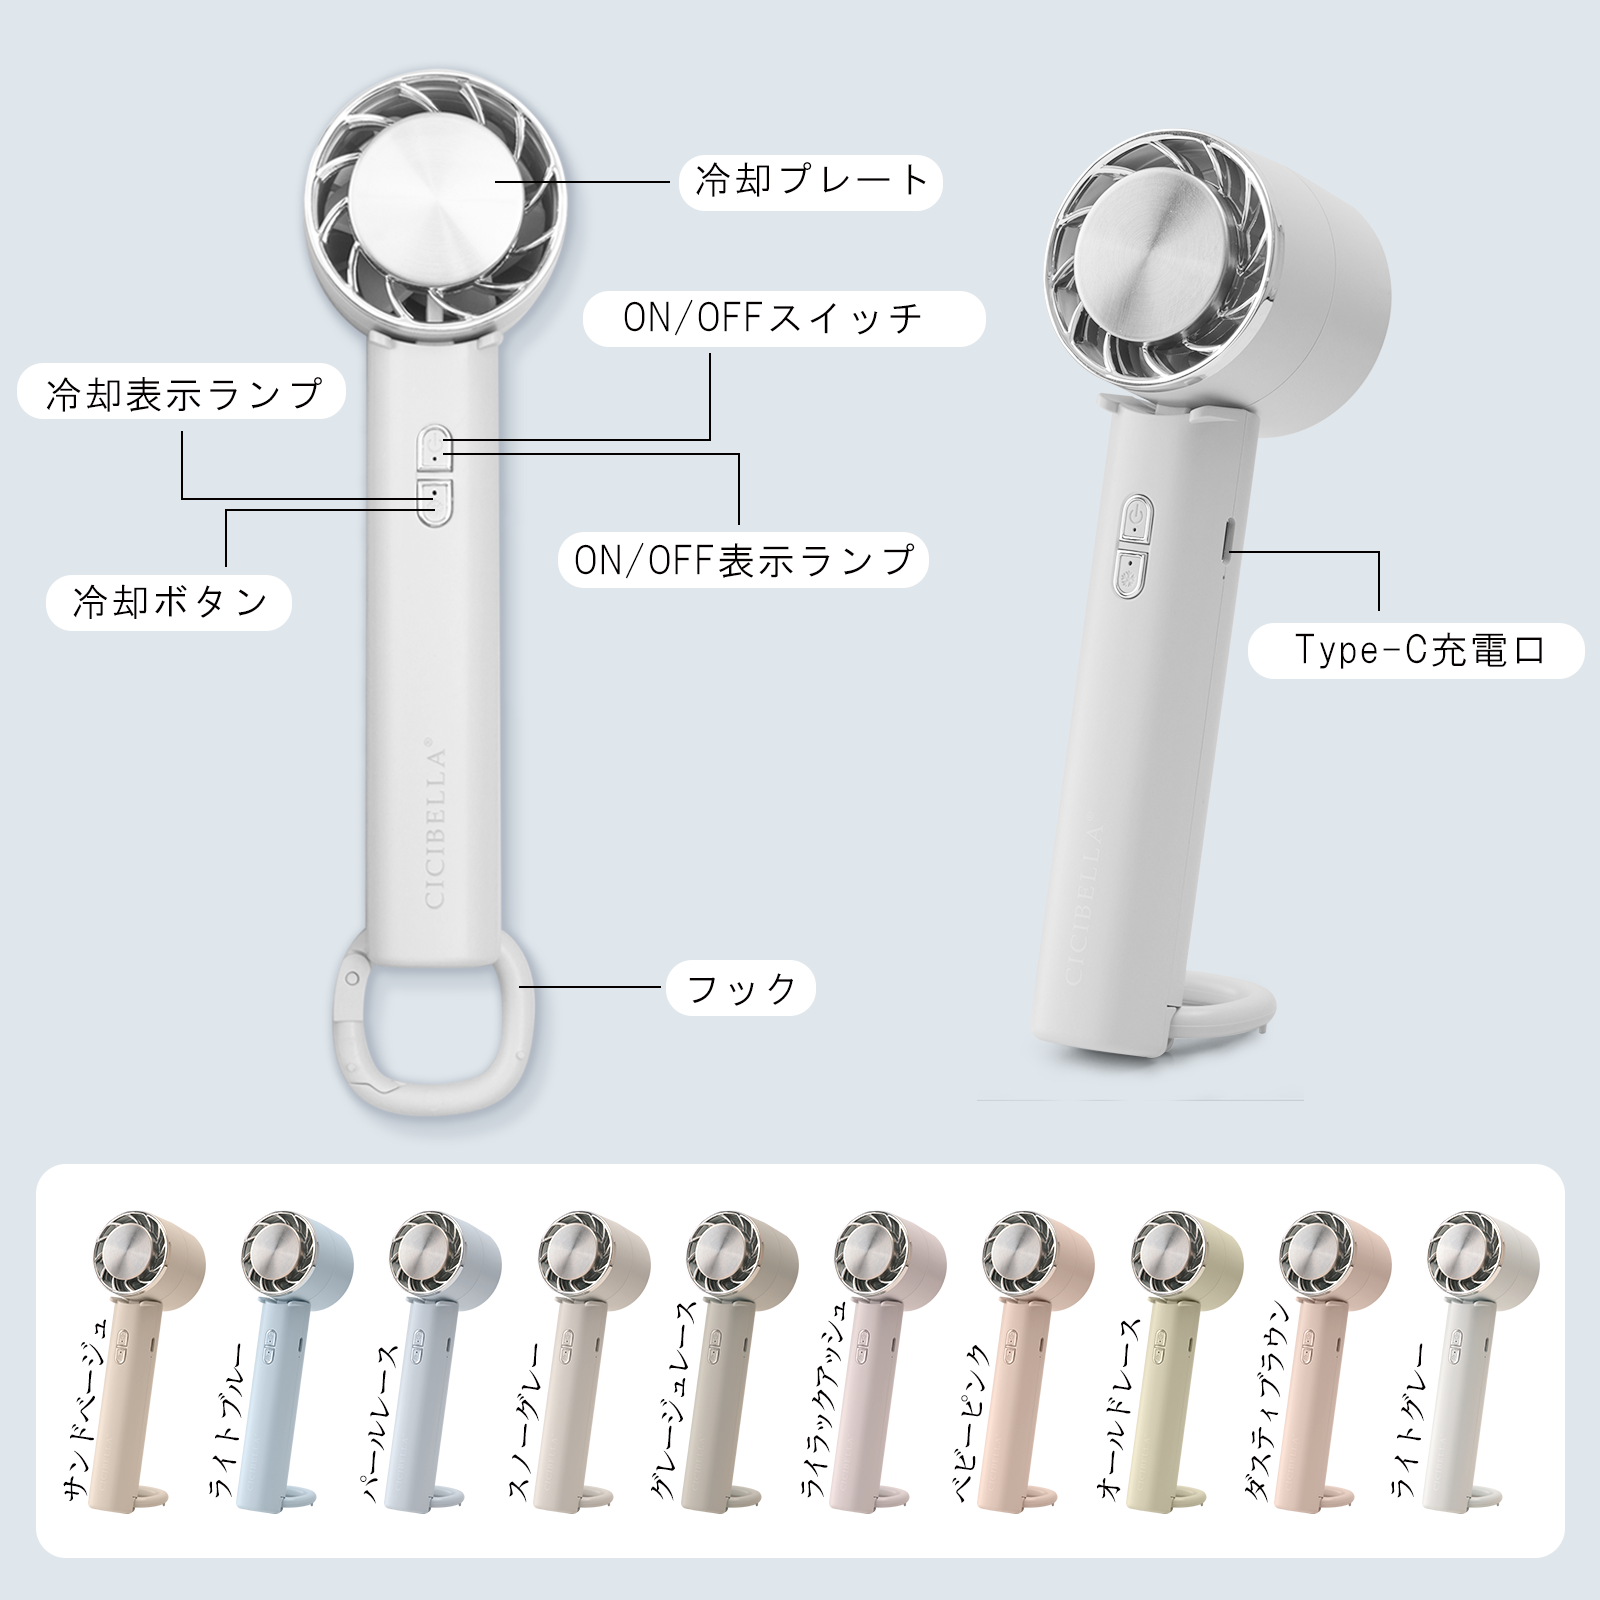 冷却プレート
ON/OFFスイッチ
冷却表示ランプ
ON/OFF表示ランプ
冷却ボタン
Type-C充電口
CICIBELLA®
CICIBELLA
フック
サンドベージュ
ライトブルー
パールレース
スノーグレー
グレージュレース
ライラックアッシュ
ベビーピンク
オールドレース
ダスティブラウン
ライトグレー